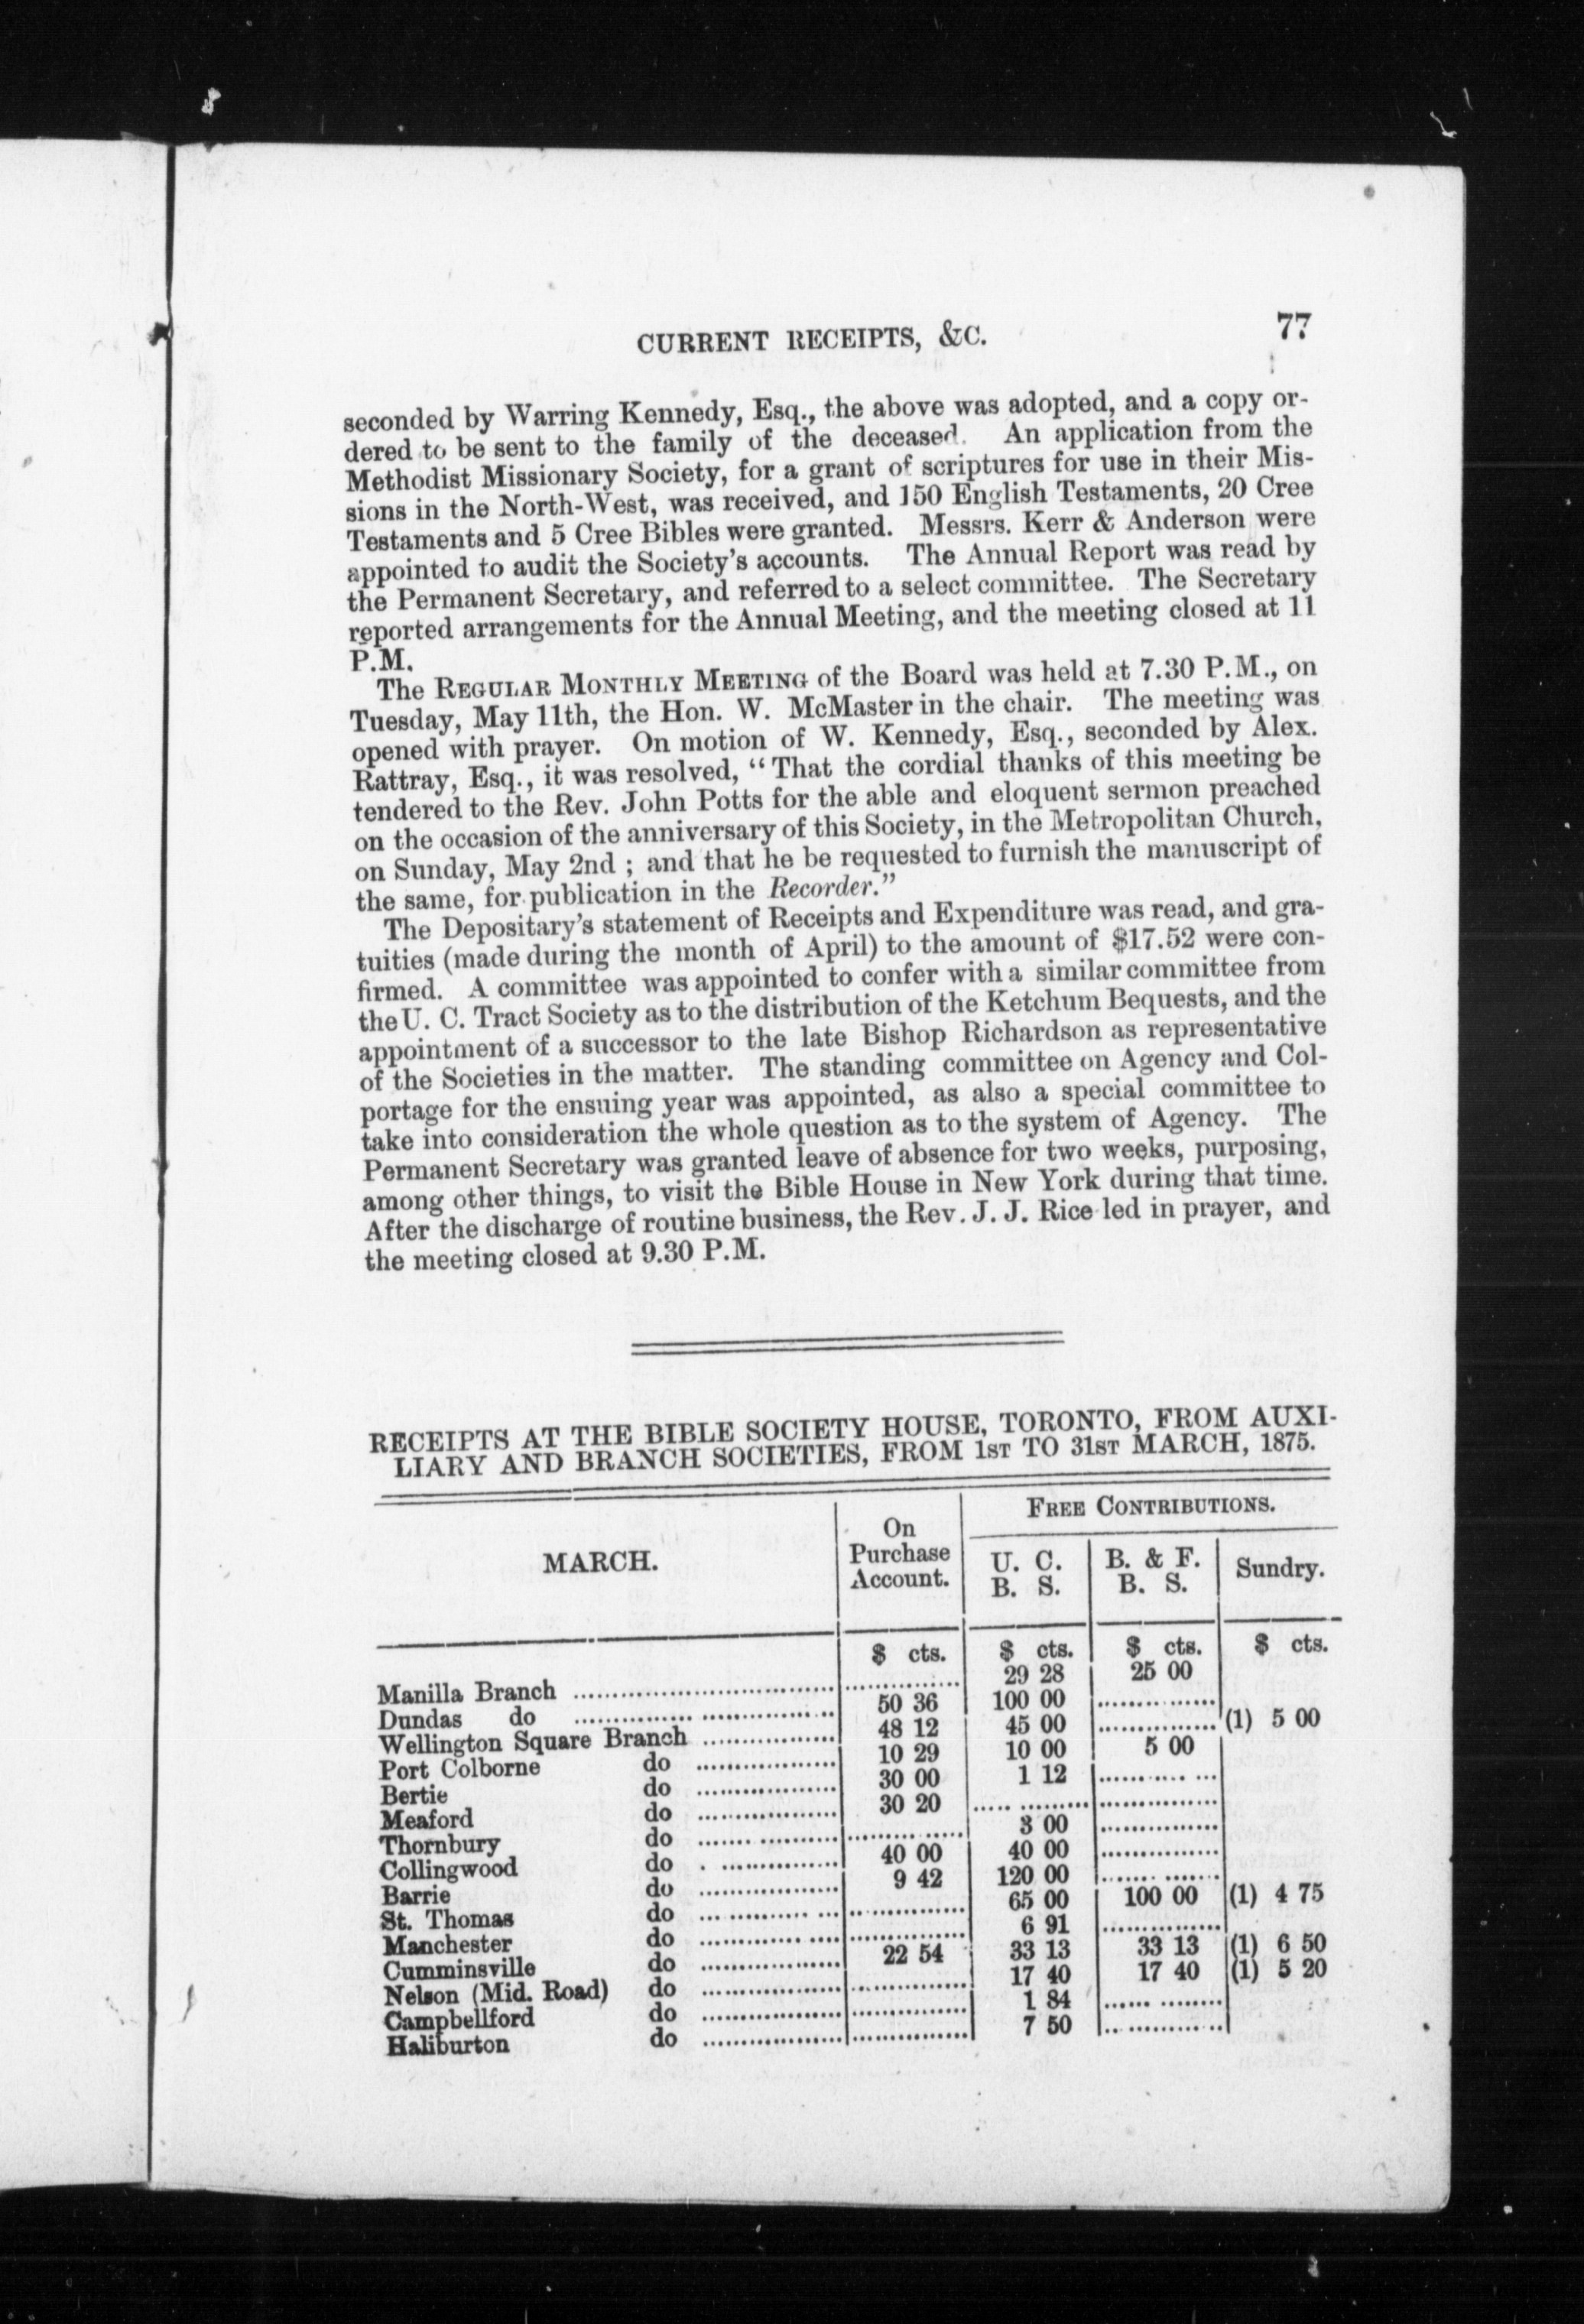 CURRENT RECEIPTS, &C. 77
seconded by Warring Kennedy, Esq., the above was adopted, and a copy or-
dered to be sent to the family of the deceased. An application from the
Methodist Missionary Society, for a grant of scriptures for use in their Mis-
sions in the North-West, was received, and 150 English Testaments, 20 Cree
Testaments and 5 Cree Bibles were granted. Messrs. Kerr & Anderson were
appointed to audit the Society's accounts. The Annual Report was read by
the Permanent Secretary, and referred to a select committee. The Secretary
reported arrangements for the Annual Meeting, and the meeting closed at 11
P.M.
The REGULAR MONTHLY MEETING of the Board was held at 7.30 P.M., on
Tuesday, May 11th, the Hon. W. McMaster in the chair. The meeting was
opened with prayer. On motion of W. Kennedy, Esq., seconded by Alex.
Rattray, Esq., it was resolved, "That the cordial thanks of this meeting be
tendered to the Rev. John Potts for the able and eloquent sermon preached
on the occasion of the anniversary of this Society, in the Metropolitan Church,
on Sunday, May 2nd ; and that he be requested to furnish the manuscript of
the same, for publication in the Recorder."
The Depositary's statement of Receipts and Expenditure was read, and gra-
tuities (made during the month of April) to the amount of $17.52 were con-
firmed. A committee was appointed to confer with a similar committee from
the U. C. Tract Society as to the distribution of the Ketchum Bequests, and the
appointment of a successor to the late Bishop Richardson as representative
of the Societies in the matter. The standing committee on Agency and Col-
portage for the ensuing year was appointed, as also a special committee to
take into consideration the whole question as to the system of Agency. The
Permanent Secretary was granted leave of absence for two weeks, purposing,
among other things, to visit the Bible House in New York during that time.
After the discharge of routine business, the Rev. J. J. Rice led in prayer, and
the meeting closed at 9.30 P.M.
RECEIPTS AT THE BIBLE SOCIETY HOUSE, TORONTO, FROM AUXI-
LIARY AND BRANCH SOCIETIES, FROM 1ST TO 31ST MARCH, 1875.
MARCH. On Purchase Account. FREE CONTRIBUTIONS.
U. C. B. S. B. & F. B. S. Sundry.
$ cts. $ cts. $ cts. $ cts.
Manilla Branch ........ ........ 29 28 25 00
Dundas do ........ 50 36 100 00 ........
Wellington Square Branch ........ 48 12 45 00 ........ (1) 5 00
Port Colborne do ........ 10 29 10 00 5 00
Bertie do ........ 30 00 1 12 ........
Meaford do ........ 30 20 ........ ........
Thornbury do ........ ........ 3 00 ........
Collingwood do ........ 40 00 40 00 ........
Barrie do ........ 9 42 120 00 ........
St. Thomas do ........ ........ 65 00 100 00 (1) 4 75
Manchester do ........ ........ 6 91 ........
Cumminsville do ........ 22 54 33 13 33 13 (1) 6 50
Nelson (Mid. Road) do ........ ........ 17 40 17 40 (1) 5 20
Campbellford do ........ ........ 1 84 ........
Haliburton do ........ ........ 7 50 ........